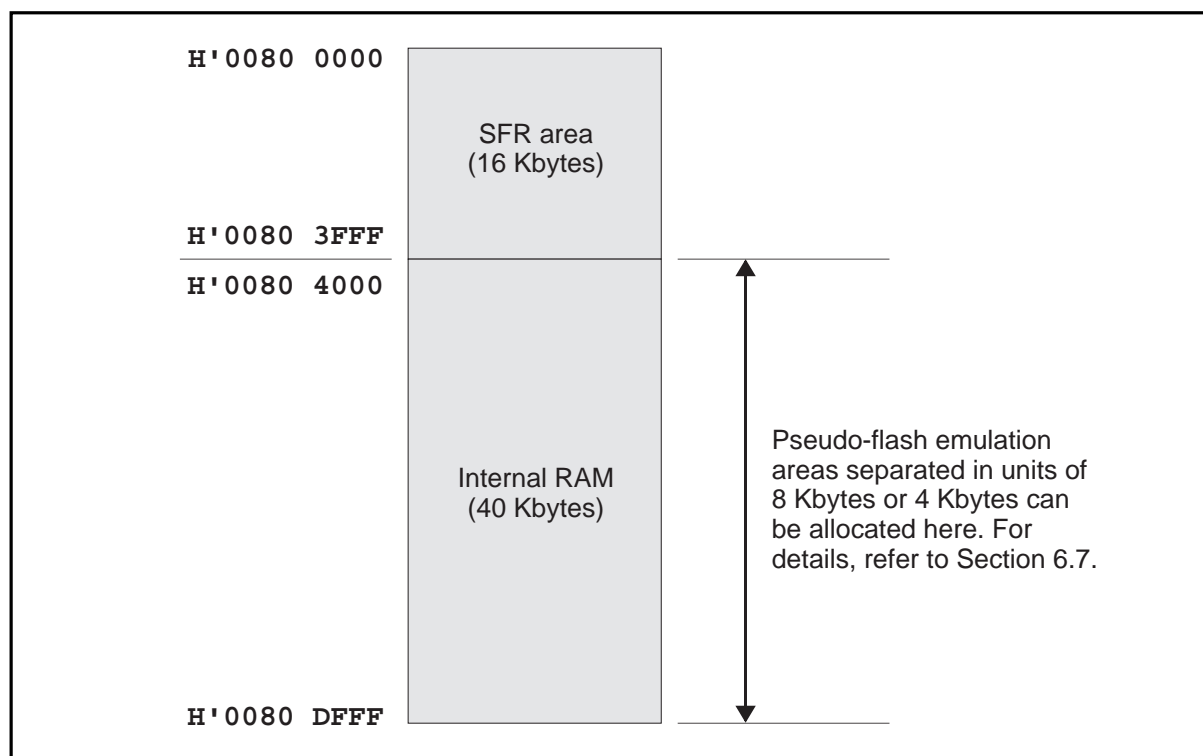 H'0080 0000
SFR area
(16 Kbytes)
H'0080 3FFF
H'0080 4000
Pseudo-flash emulation
areas separated in units of
8 Kbytes or 4 Kbytes can
be allocated here. For
details, refer to Section 6.7.
Internal RAM
(40 Kbytes)
H'0080 DFFF